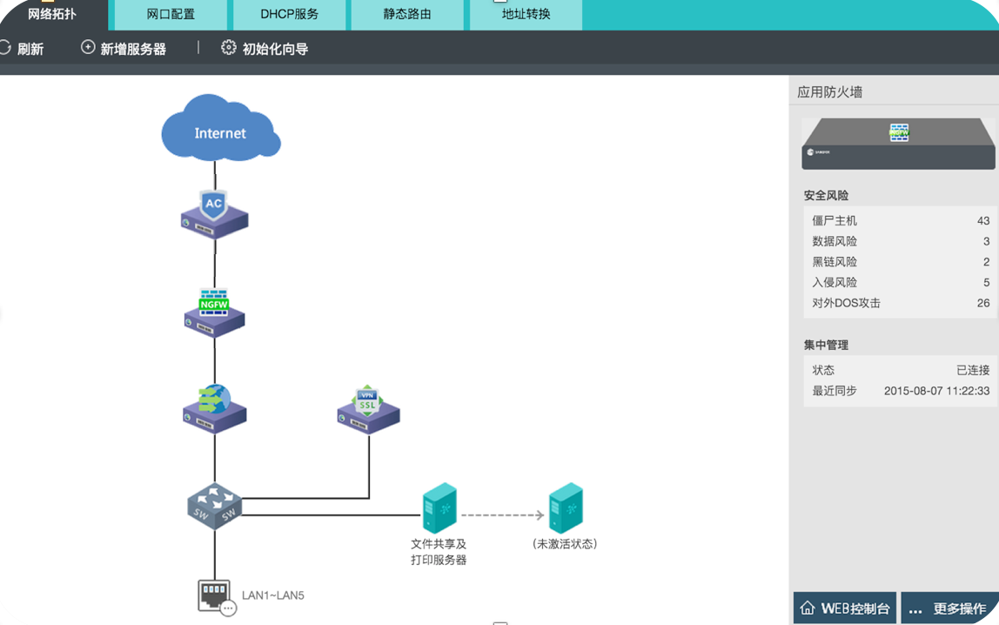 网络拓扑
网口配置
DHCP服务
静态路由
地址转换
刷新
新增服务器
初始化向导
应用防火墙
Internet
AC
NGFW
VPN
SSL
SW
SW
文件共享及
打印服务器
(未激活状态)
LAN1~LAN5
安全风险
僵尸主机 43
数据风险 3
黑链风险 2
入侵风险 5
对外DOS攻击 26
集中管理
状态 已连接
最近同步 2015-08-07 11:22:33
WEB控制台
... 更多操作